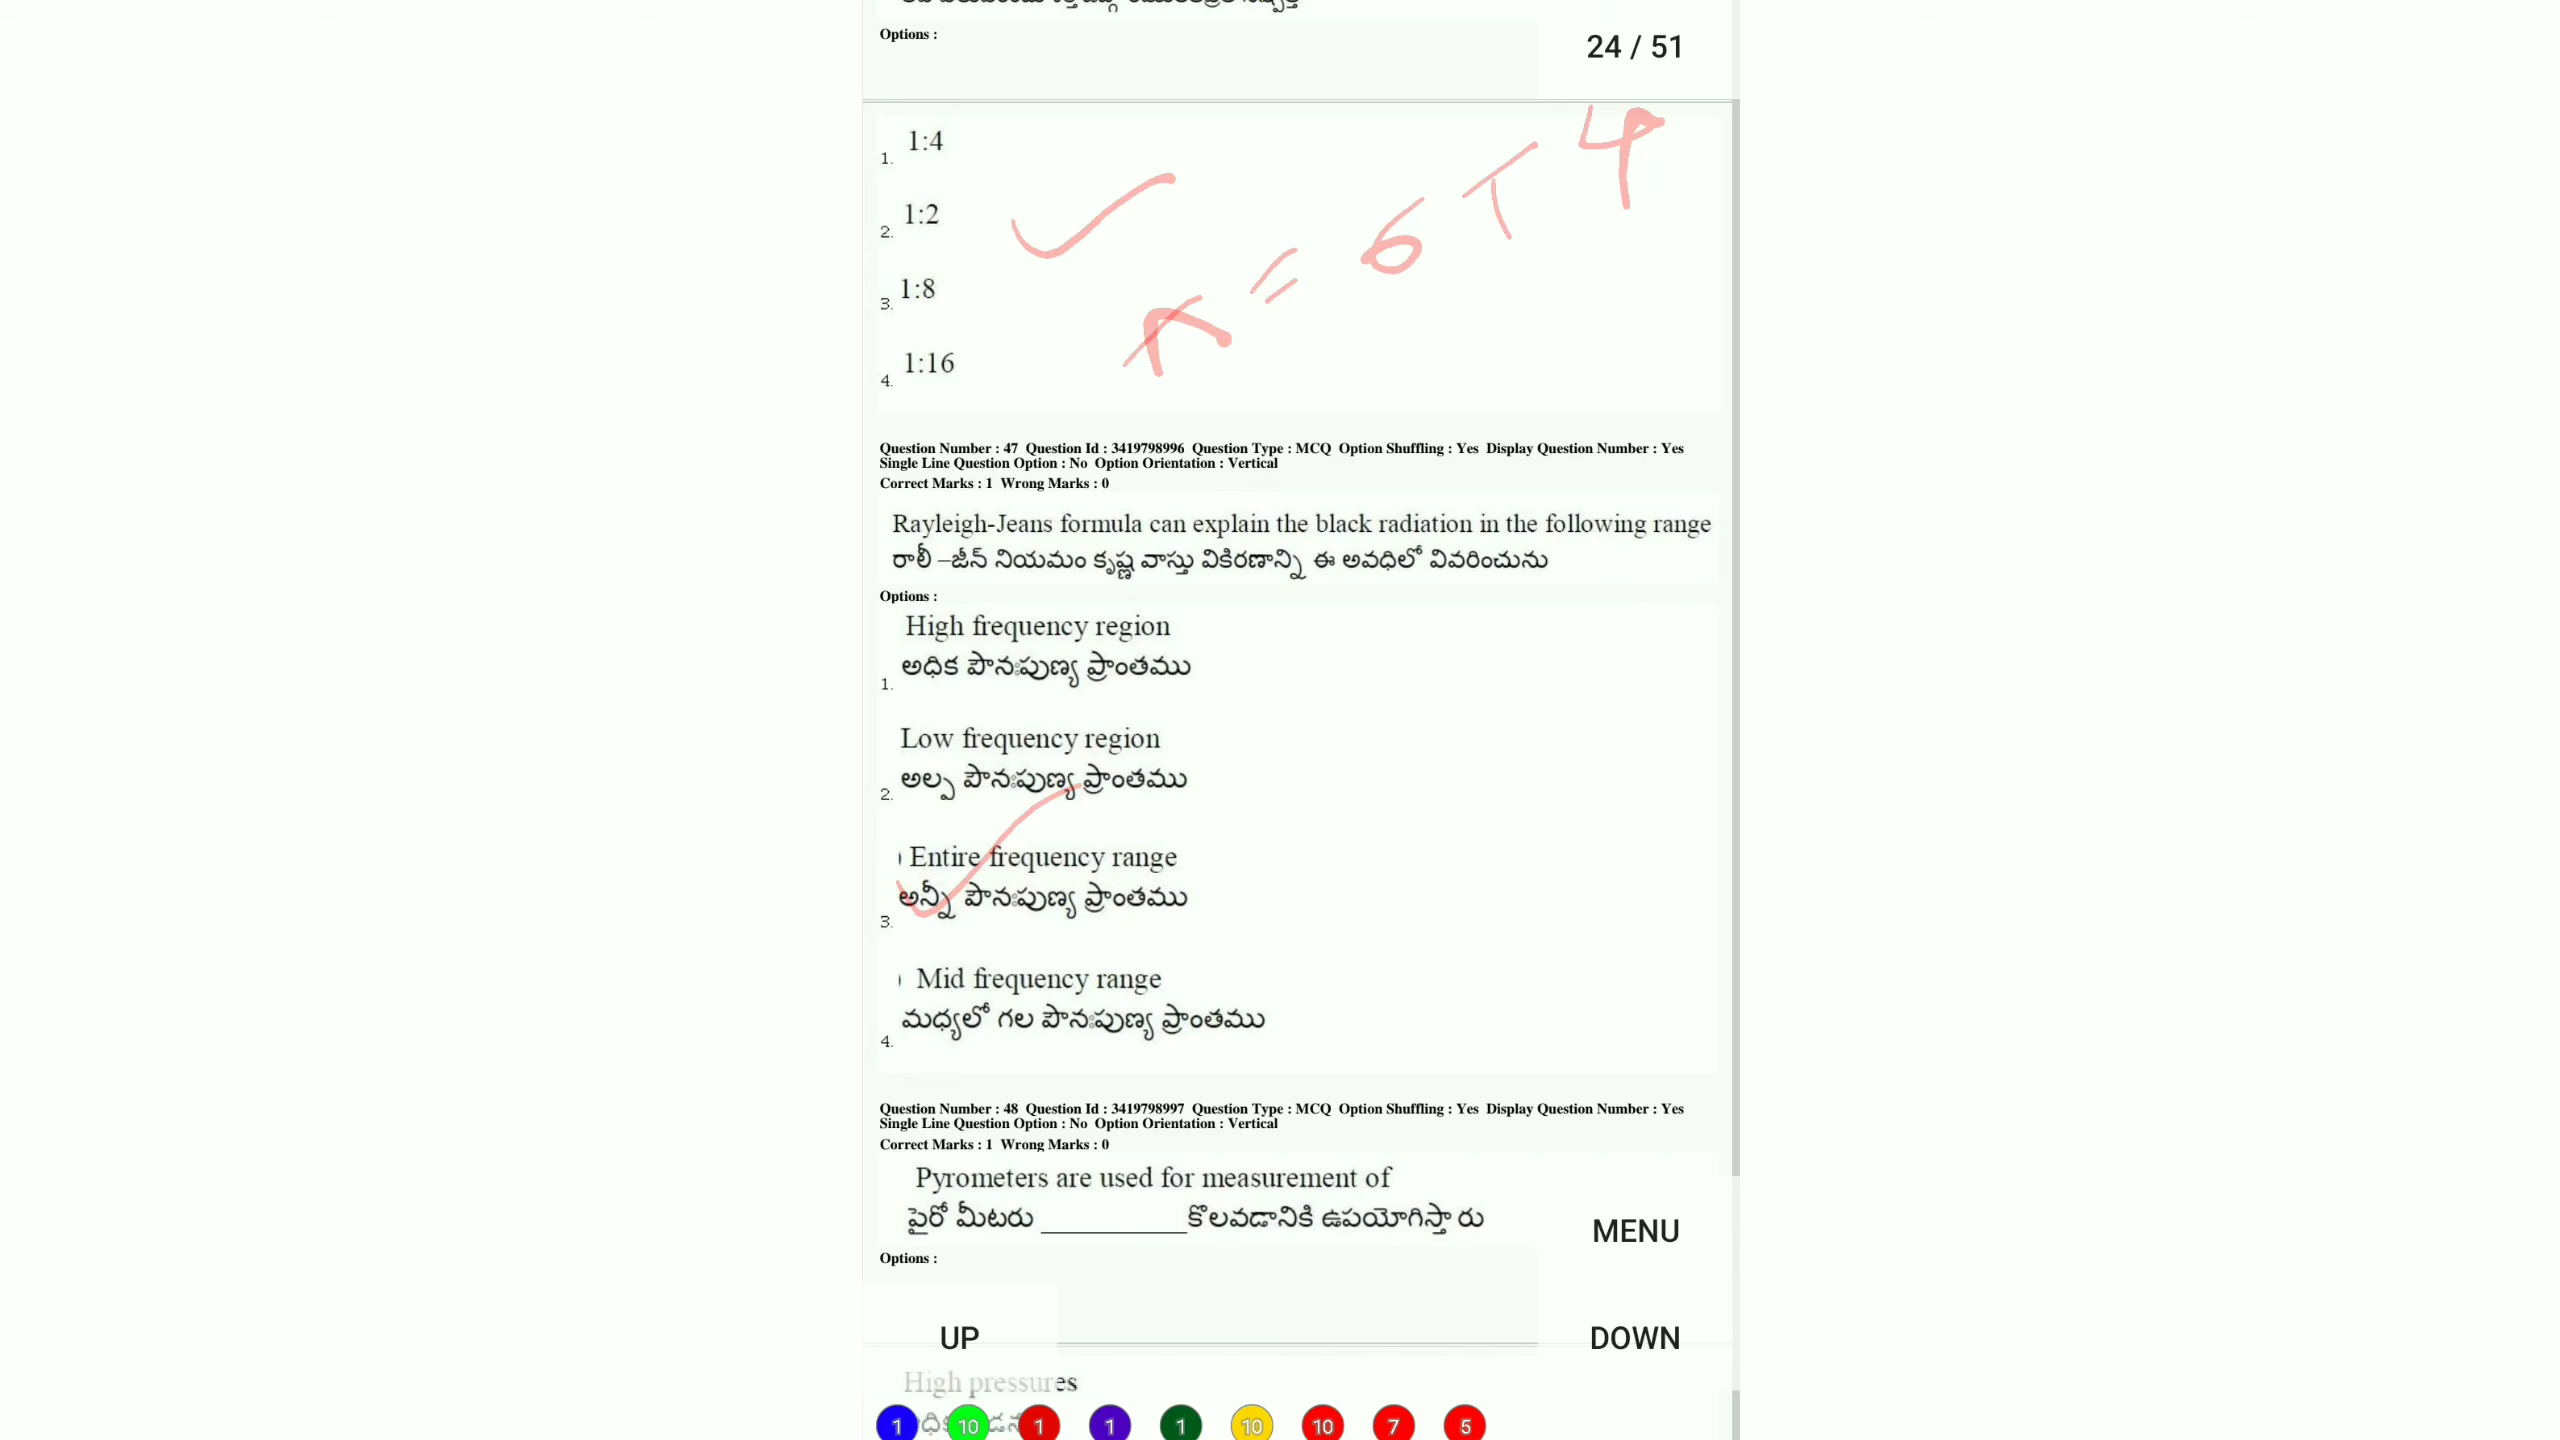 Options :
24 / 51
1. 1:4
2. 1:2
3. 1:8
4. 1:16
= 6 T 4
Question Number : 47 Question Id : 3419798996 Question Type : MCQ Option Shuffling : Yes Display Question Number : Yes
Single Line Question Option : No Option Orientation : Vertical
Correct Marks : 1 Wrong Marks : 0
Rayleigh-Jeans formula can explain the black radiation in the following range
రాలీ –జీన్ నియమం కృష్ణ వాస్తు వికిరణాన్ని ఈ అవధిలో వివరించును
Options :
High frequency region
1. అధిక పౌనఃపుణ్య ప్రాంతము
Low frequency region
2. అల్ప పౌనఃపుణ్య ప్రాంతము
) Entire frequency range
3. అన్నీ పౌనఃపుణ్య ప్రాంతము
) Mid frequency range
4. మధ్యలో గల పౌనఃపుణ్య ప్రాంతము
Question Number : 48 Question Id : 3419798997 Question Type : MCQ Option Shuffling : Yes Display Question Number : Yes
Single Line Question Option : No Option Orientation : Vertical
Correct Marks : 1 Wrong Marks : 0
Pyrometers are used for measurement of
పైరో మీటరు ____________కొలవడానికి ఉపయోగిస్తా రు
MENU
Options :
UP
DOWN
High pressures
1 10 1 1 1 10 10 7 5